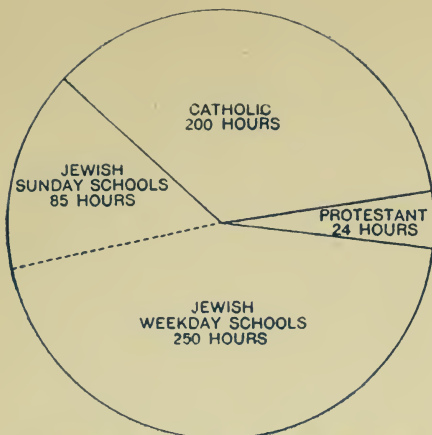 CATHOLIC
200 HOURS
JEWISH
SUNDAY SCHOOLS
85 HOURS
PROTESTANT
24 HOURS
JEWISH
WEEKDAY SCHOOLS
250 HOURS